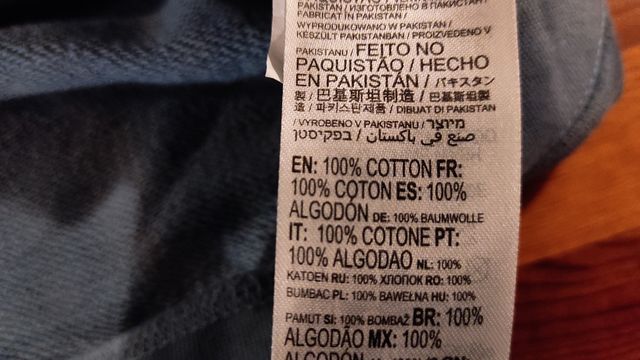 PAKISTAN / ИЗГОТОВЛЕНО В ПАКИСТАН /
FABRICAT ÎN PAKISTAN /
WYPRODUKOWANO W PAKISTAN /
KÉSZÜLT PAKISTANBAN / PROIZVEDENO V
PAKISTANU / FEITO NO
PAQUISTÃO / HECHO
EN PAKISTÁN / パキスタン
製 / 巴基斯坦制造 / 巴基斯坦製
造 / 파키스탄제품 / DIBUAT DI PAKISTAN
/ VYROBENO V PAKISTANU / מיוצר
בפקיסטן / صنع في باكستان
EN: 100% COTTON FR:
100% COTON ES: 100%
ALGODÓN DE: 100% BAUMWOLLE
IT: 100% COTONE PT:
100% ALGODAO NL: 100%
KATOEN RU: 100% ХЛОПОК RO: 100%
BUMBAC PL: 100% BAWEŁNA HU: 100%
PAMUT SI: 100% BOMBAŽ BR: 100%
ALGODÃO MX: 100%
100%